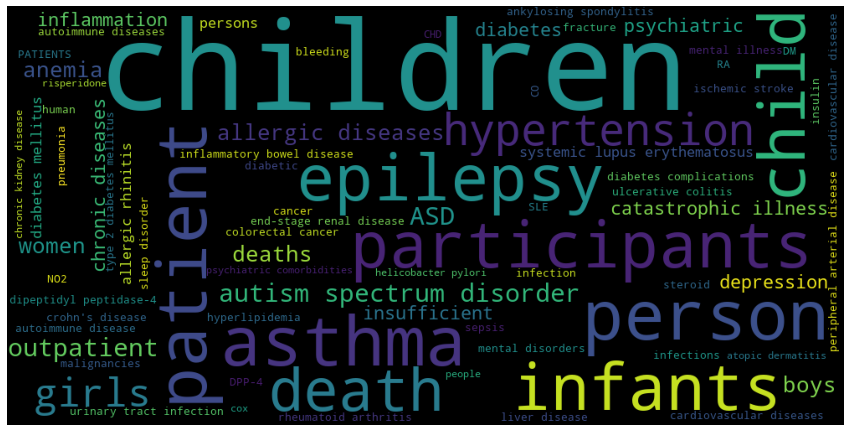 inflammation
autoimmune diseases
persons
ankylosing spondylitis
diabetes
fracture
psychiatric
PATIENTS
anemia
risperidone
children
bleeding
CHD
mental illness
DM
RA
child
cardiovascular disease
CO
ischemic stroke
insulin
human
pneumonia
chronic kidney disease
diabetes mellitus
chronic diseases
type 2 diabetes mellitus
allergic rhinitis
sleep disorder
patient
allergic diseases
hypertension
inflammatory bowel disease
systemic lupus erythematosus
diabetic
epilepsy
diabetes complications
ulcerative colitis
SLE
catastrophic illness
cancer
end-stage renal disease
ASD
colorectal cancer
women
deaths
participants
psychiatric comorbidities
helicobacter pylori
infection
NO2
steroid
depression
peripheral arterial disease
dipeptidyl peptidase-4
autism spectrum disorder
insufficient
person
crohn's disease
autoimmune disease
hyperlipidemia
asthma
sepsis
outpatient
malignancies
mental disorders
infections
atopic dermatitis
girls
DPP-4
death
people
infants
boys
urinary tract infection
cox
rheumatoid arthritis
liver disease
cardiovascular diseases